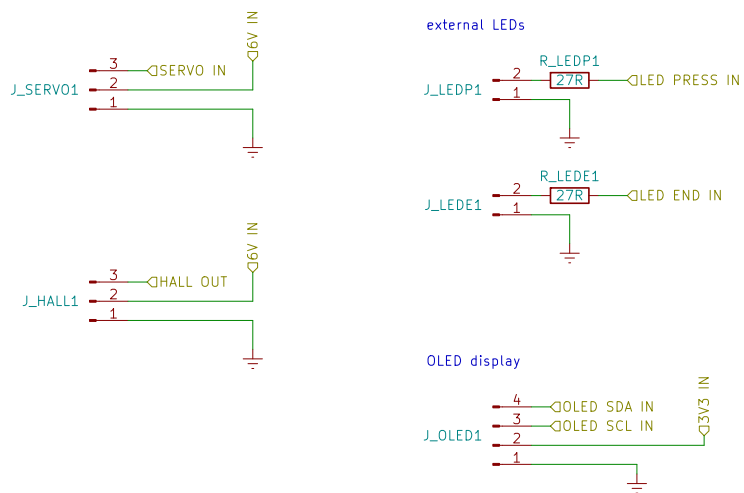 6V IN
3
SERVO IN
J_SERVO1
2
1
external LEDs
R_LEDP1
2
27R
LED PRESS IN
J_LEDP1
1
R_LEDE1
2
27R
LED END IN
J_LEDE1
1
6V IN
3
HALL OUT
J_HALL1
2
1
OLED display
3V3 IN
4
OLED SDA IN
3
OLED SCL IN
J_OLED1
2
1